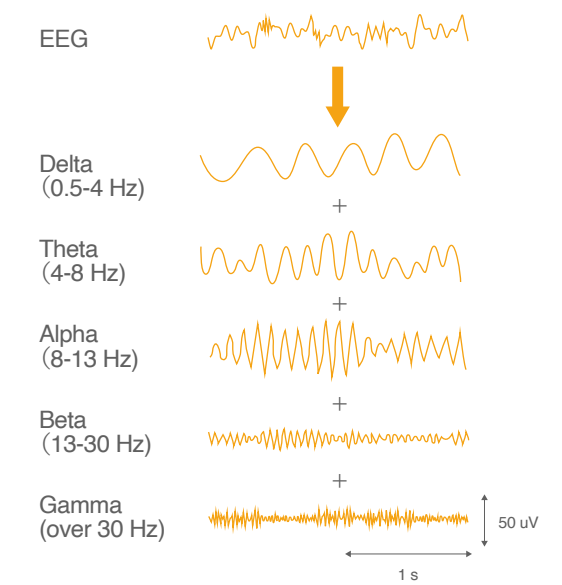 EEG
Delta
（0.5-4 Hz)
+
Theta
（4-8 Hz)
+
Alpha
（8-13 Hz)
+
Beta
（13-30 Hz)
+
Gamma
(over 30 Hz)
50 uV
1 s